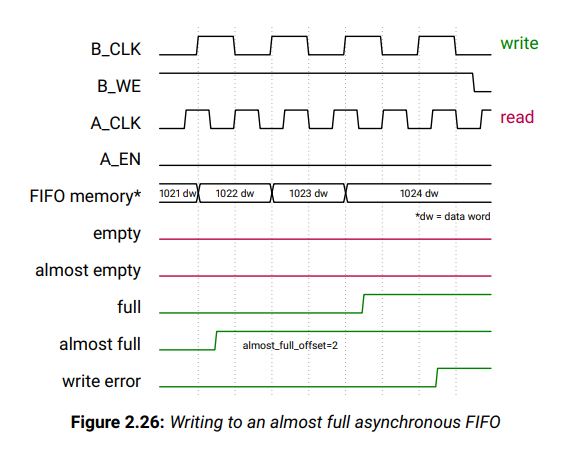 B_CLK
write
B_WE
A_CLK
read
A_EN
FIFO memory*
1021 dw
1022 dw
1023 dw
1024 dw
*dw = data word
empty
almost empty
full
almost full
almost_full_offset=2
write error
Figure 2.26: Writing to an almost full asynchronous FIFO